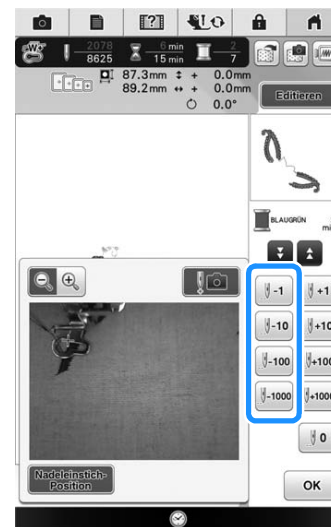 2078
8625
6 min
15 min
2
7
87.3mm + 0.0mm
89.2mm + 0.0mm
0.0°
Editieren
BLAUGRÜN
mi
-1 +1
-10 +10
-100 +100
-1000 +1000
0
Nadeleinstich-
Position
OK